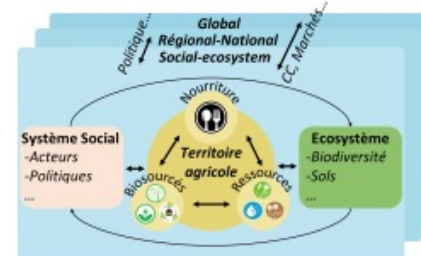 Global
Régional-National
Social-ecosystem
Politique...
CC, Marchés...
Nourriture
Système Social
-Acteurs
-Politiques
...
Territoire
agricole
Ecosystème
-Biodiversité
-Sols
...
Biosourcés
Ressources